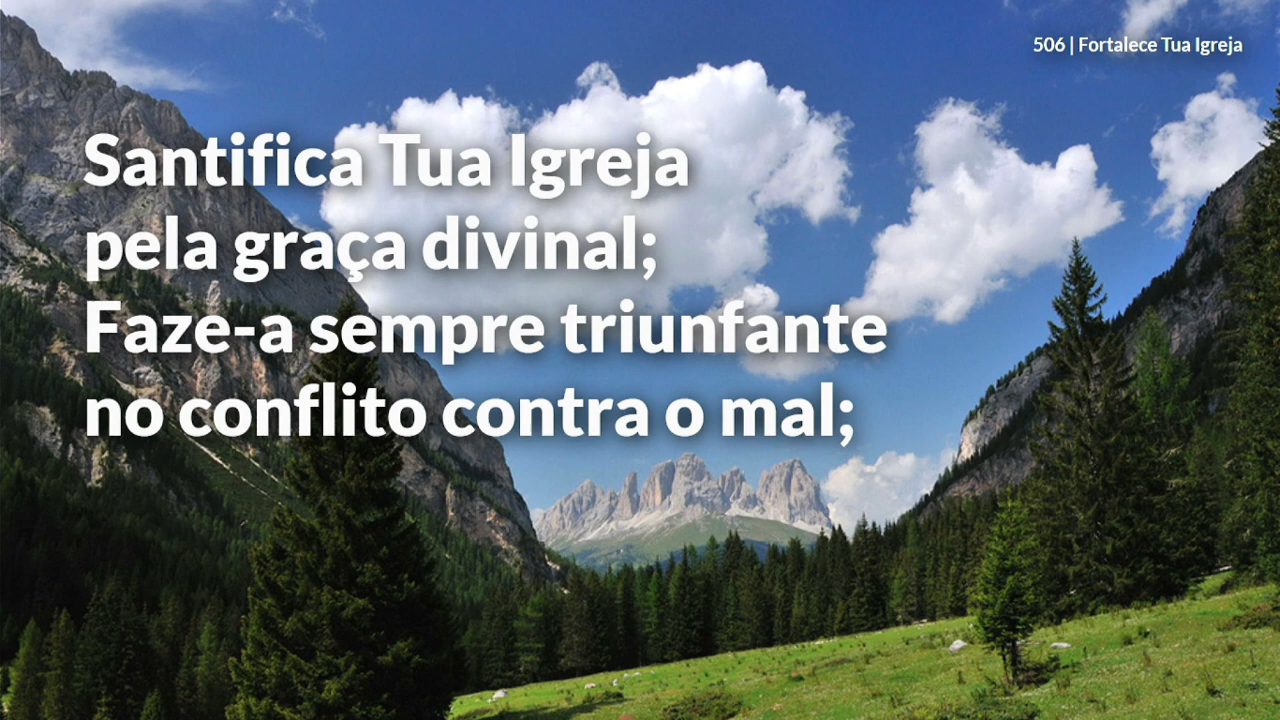 506 | Fortalece Tua Igreja
Santifica Tua Igreja
pela graça divinal;
Faze-a sempre triunfante
no conflito contra o mal;